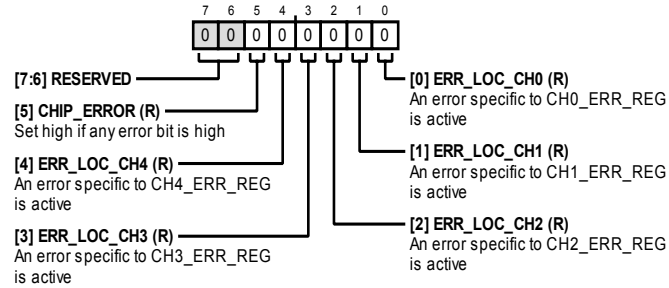 7 6 5 4 3 2 1 0
0 0 0 0 0 0 0 0
[7:6] RESERVED
[5] CHIP_ERROR (R)
Set high if any error bit is high
[4] ERR_LOC_CH4 (R)
An error specific to CH4_ERR_REG
is active
[3] ERR_LOC_CH3 (R)
An error specific to CH3_ERR_REG
is active
[0] ERR_LOC_CH0 (R)
An error specific to CH0_ERR_REG
is active
[1] ERR_LOC_CH1 (R)
An error specific to CH1_ERR_REG
is active
[2] ERR_LOC_CH2 (R)
An error specific to CH2_ERR_REG
is active